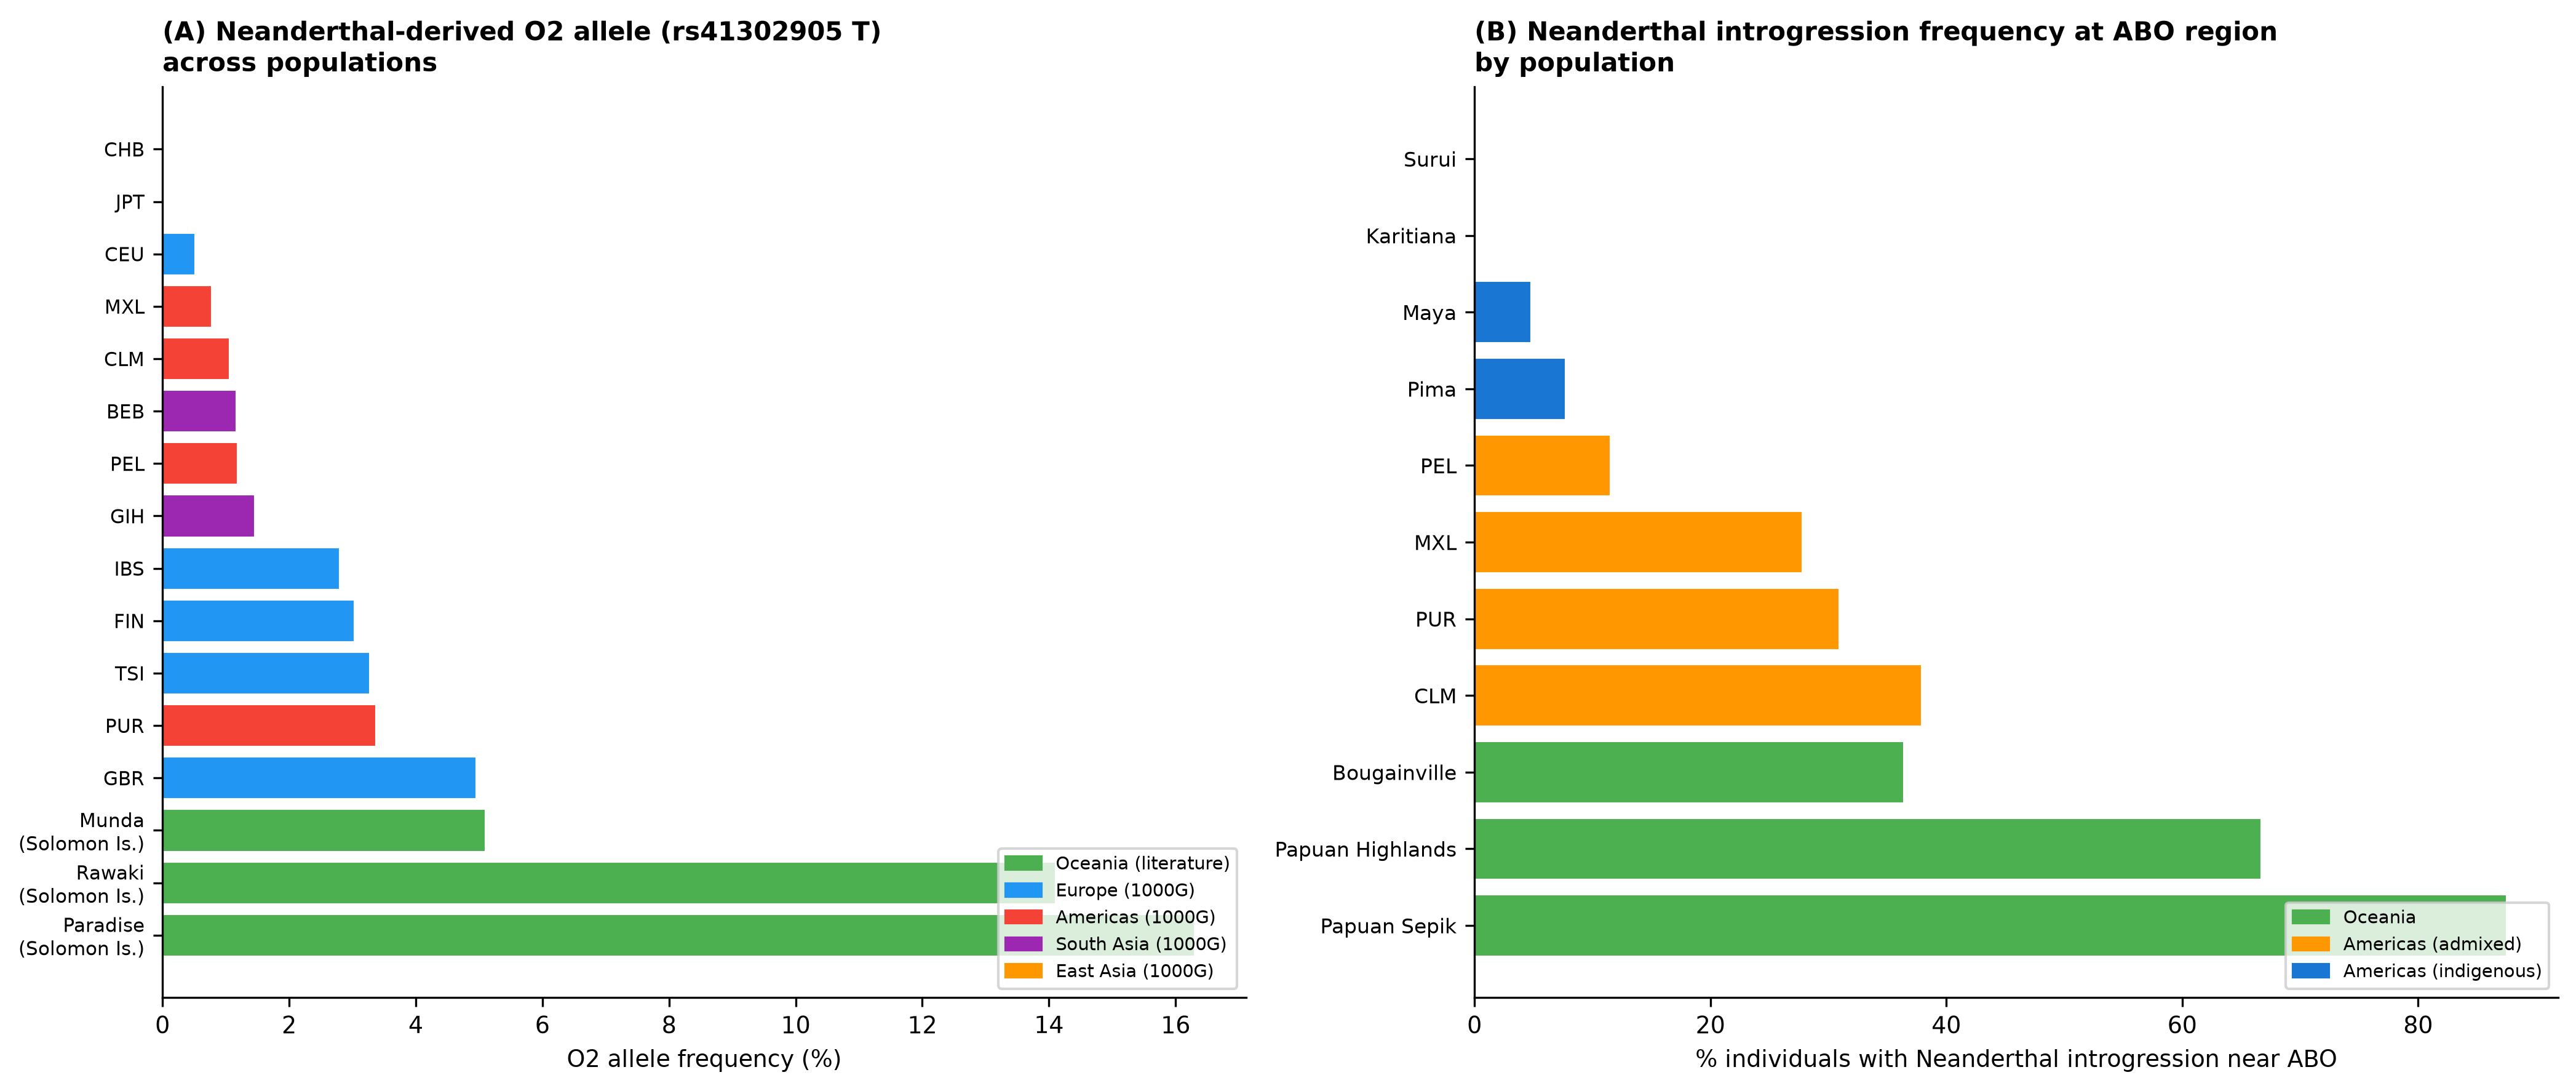 (A) Neanderthal-derived O2 allele (rs41302905 T)
across populations
CHB
JPT
CEU
MXL
CLM
BEB
PEL
GIH
IBS
FIN
TSI
PUR
GBR
Munda
(Solomon Is.)
Rawaki
(Solomon Is.)
Paradise
(Solomon Is.)
Oceania (literature)
Europe (1000G)
Americas (1000G)
South Asia (1000G)
East Asia (1000G)
0 2 4 6 8 10 12 14 16
O2 allele frequency (%)
(B) Neanderthal introgression frequency at ABO region
by population
Surui
Karitiana
Maya
Pima
PEL
MXL
PUR
CLM
Bougainville
Papuan Highlands
Papuan Sepik
Oceania
Americas (admixed)
Americas (indigenous)
0 20 40 60 80
% individuals with Neanderthal introgression near ABO